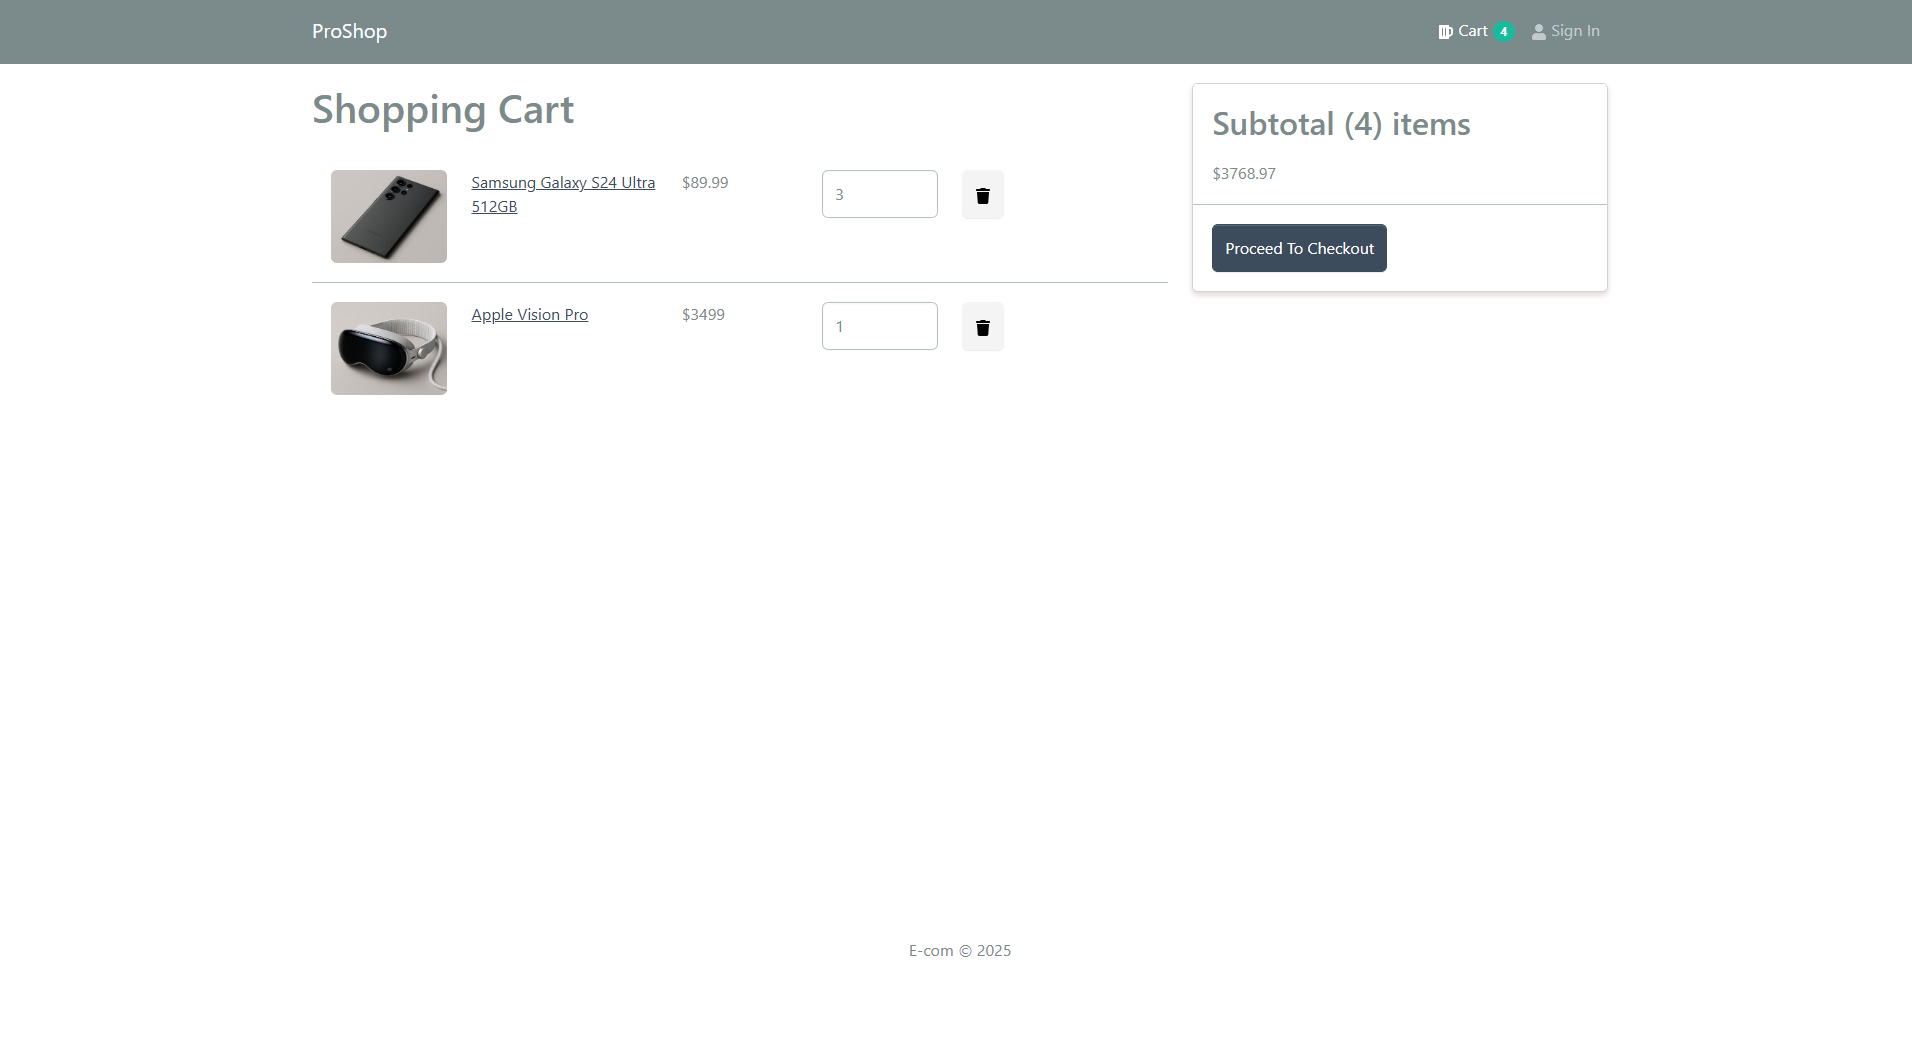 ProShop
Cart 4
Sign In
Shopping Cart
Samsung Galaxy S24 Ultra
512GB
$89.99
3
Apple Vision Pro
$3499
1
Subtotal (4) items
$3768.97
Proceed To Checkout
E-com © 2025